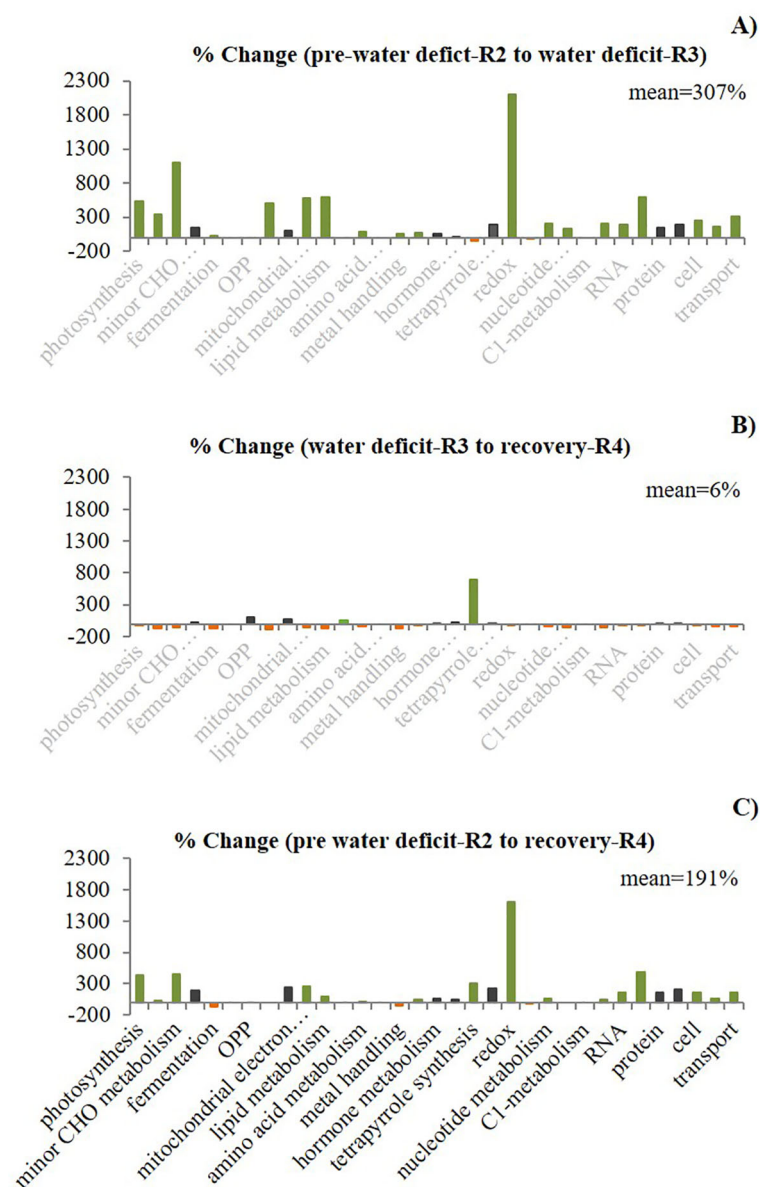 A)
% Change (pre-water defict-R2 to water deficit-R3)
mean=307%
2300
1800
1300
800
300
-200
photosynthesis
minor CHO…
fermentation
OPP
mitochondrial…
lipid metabolism
amino acid…
metal handling
hormone…
tetrapyrrole…
redox
nucleotide…
C1-metabolism
RNA
protein
cell
transport
B)
% Change (water deficit-R3 to recovery-R4)
mean=6%
2300
1800
1300
800
300
-200
photosynthesis
minor CHO…
fermentation
OPP
mitochondrial…
lipid metabolism
amino acid…
metal handling
hormone…
tetrapyrrole…
redox
nucleotide…
C1-metabolism
RNA
protein
cell
transport
C)
% Change (pre water deficit-R2 to recovery-R4)
mean=191%
2300
1800
1300
800
300
-200
photosynthesis
minor CHO metabolism
fermentation
OPP
mitochondrial electron…
lipid metabolism
amino acid metabolism
metal handling
hormone metabolism
tetrapyrrole synthesis
redox
nucleotide metabolism
C1-metabolism
RNA
protein
cell
transport